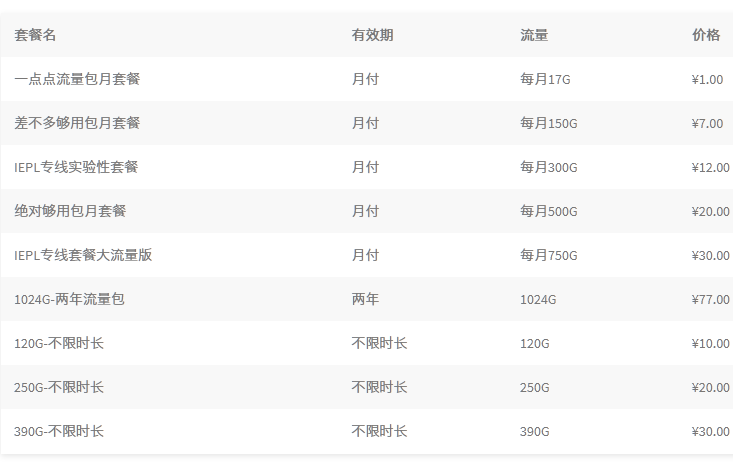 套餐名 有效期 流量 价格
一点点流量包月套餐 月付 每月17G ¥1.00
差不多够用包月套餐 月付 每月150G ¥7.00
IEPL专线实验性套餐 月付 每月300G ¥12.00
绝对够用包月套餐 月付 每月500G ¥20.00
IEPL专线套餐大流量版 月付 每月750G ¥30.00
1024G-两年流量包 两年 1024G ¥77.00
120G-不限时长 不限时长 120G ¥10.00
250G-不限时长 不限时长 250G ¥20.00
390G-不限时长 不限时长 390G ¥30.00